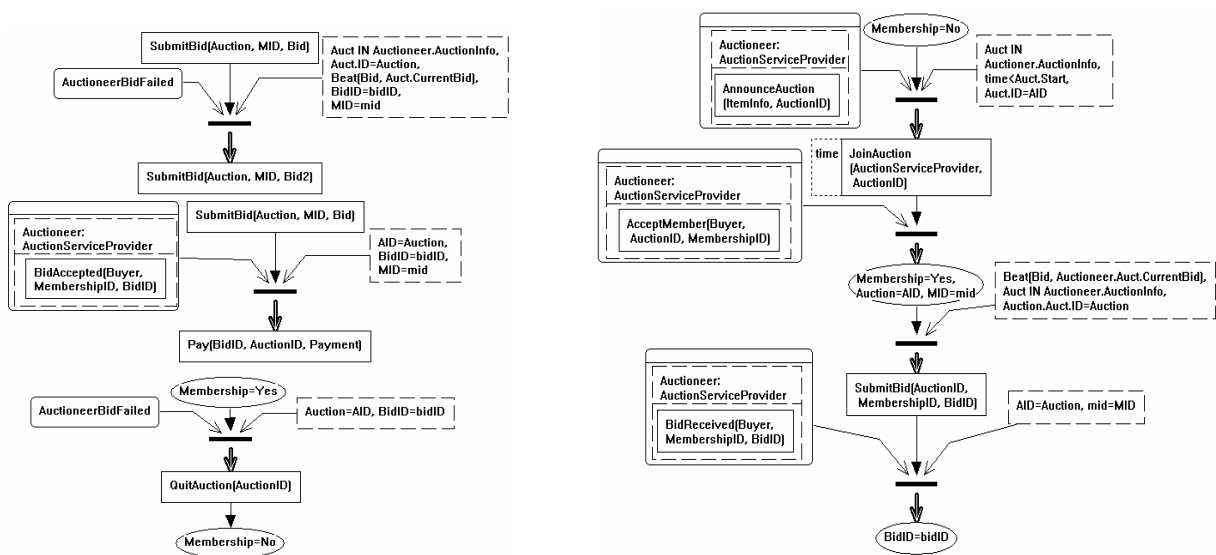 SubmitBid(Auction, MID, Bid)
AuctioneerBidFailed
Auct IN Auctioneer.AuctionInfo,
Auct.ID=Auction,
Beat(Bid, Auct.CurrentBid),
BidID=bidID,
MID=mid
SubmitBid(Auction, MID, Bid2)
Auctioneer:
AuctionServiceProvider
BidAccepted(Buyer,
MembershipID, BidID)
SubmitBid(Auction, MID, Bid)
AID=Auction,
BidID=bidID,
MID=mid
Pay(BidID, AuctionID, Payment)
AuctioneerBidFailed
Membership=Yes
Auction=AID, BidID=bidID
QuitAuction(AuctionID)
Membership=No
Auctioneer:
AuctionServiceProvider
AnnounceAuction
(ItemInfo, AuctionID)
Membership=No
Auct IN
Auctioner.AuctionInfo,
time<Auct.Start,
Auct.ID=AID
time
JoinAuction
(AuctionServiceProvider,
AuctionID)
Auctioneer:
AuctionServiceProvider
AcceptMember(Buyer,
AuctionID, MembershipID)
Membership=Yes,
Auction=AID, MID=mid
Beat(Bid, Auctioneer.Auct.CurrentBid),
Auct IN Auctioneer.AuctionInfo,
Auction.Auct.ID=Auction
Auctioneer:
AuctionServiceProvider
BidReceived(Buyer,
MembershipID, BidID)
SubmitBid(AuctionID,
MembershipID, BidID)
AID=Auction, mid=MID
BidID=bidID